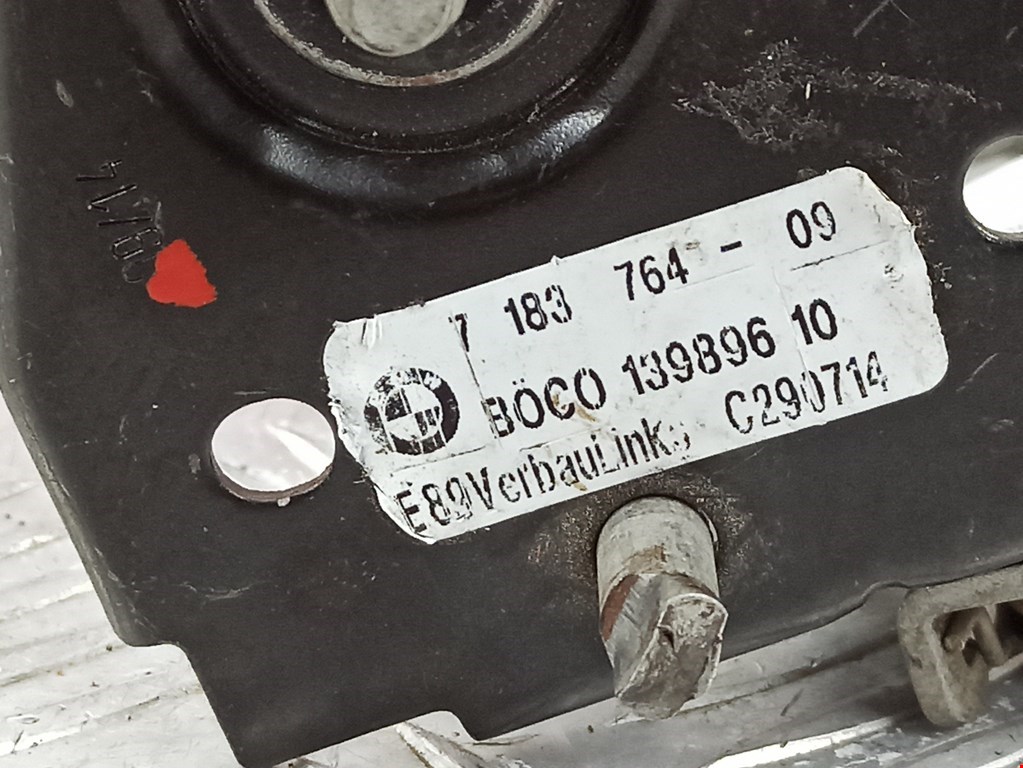 7 183 764 - 09
BÖCO 139896 10
E89VerbauLinks C290714